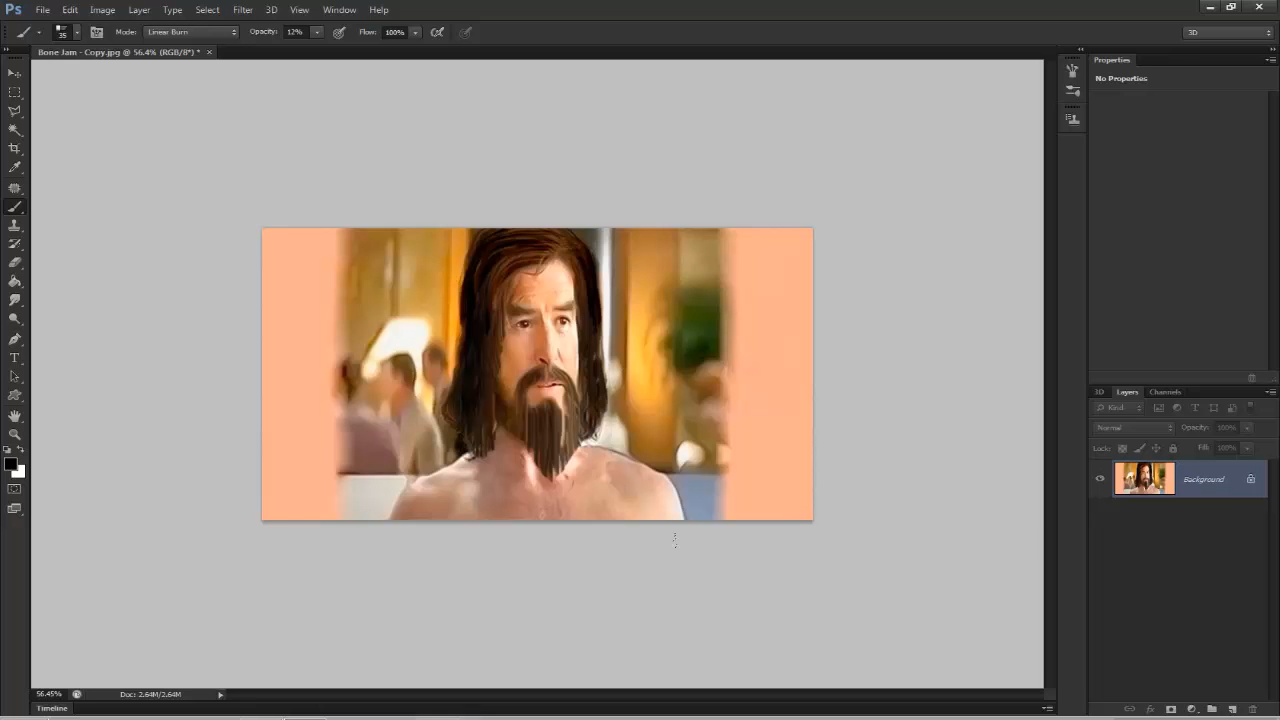 Ps File Edit Image Layer Type Select Filter 3D View Window Help
35 Mode: Linear Burn Opacity: 12% Flow: 100% 3D
Bone Jam - Copy.jpg @ 56.4% (RGB/8*) * ×
Properties
No Properties
3D Layers Channels
Kind
Normal Opacity: 100%
Lock: Fill: 100%
Background
56.45% Doc: 2.64M/2.64M
Timeline